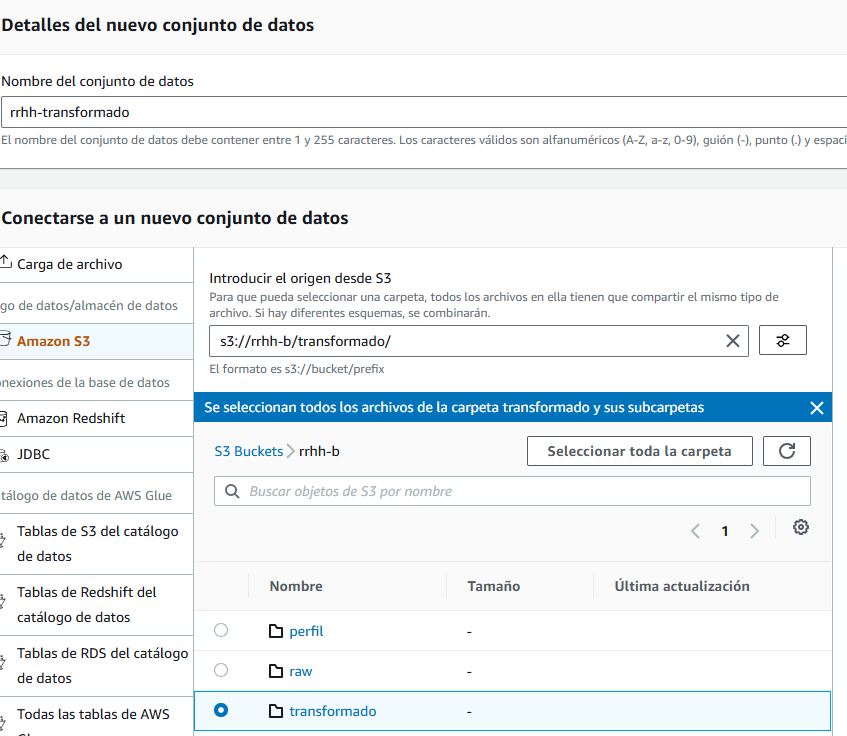 Detalles del nuevo conjunto de datos
Nombre del conjunto de datos
rrhh-transformado
El nombre del conjunto de datos debe contener entre 1 y 255 caracteres. Los caracteres válidos son alfanuméricos (A-Z, a-z, 0-9), guión (-), punto (.) y espaci
Conectarse a un nuevo conjunto de datos
Carga de archivo
go de datos/almacén de datos
Amazon S3
onexiones de la base de datos
Amazon Redshift
JDBC
tálogo de datos de AWS Glue
Tablas de S3 del catálogo
de datos
Tablas de Redshift del
catálogo de datos
Tablas de RDS del catálogo
de datos
Todas las tablas de AWS
Introducir el origen desde S3
Para que pueda seleccionar una carpeta, todos los archivos en ella tienen que compartir el mismo tipo de
archivo. Si hay diferentes esquemas, se combinarán.
s3://rrhh-b/transformado/
El formato es s3://bucket/prefix
Se seleccionan todos los archivos de la carpeta transformado y sus subcarpetas
S3 Buckets > rrhh-b
Seleccionar toda la carpeta
Buscar objetos de S3 por nombre
1
Nombre Tamaño Última actualización
perfil -
raw -
transformado -